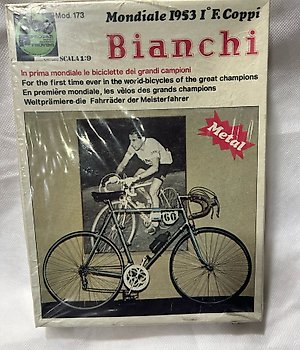 Mod. 173
Mondiale 1953 1° F. Coppi
SCALA 1:9
Bianchi
In prima mondiale le biciclette dei grandi campioni
For the first time ever in the world-bicycles of the great champions
En première mondiale, les vèlos des grands champions
Weltprämiere-die Fahrräder der Meisterfahrer
Metal
60